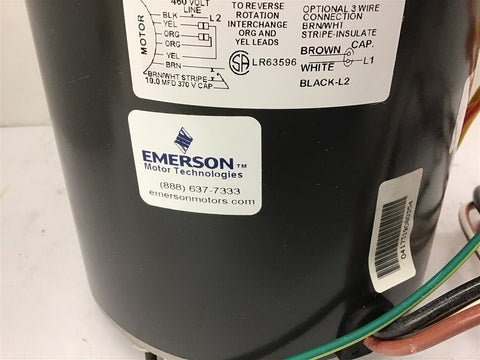 460 VOLT
LINE
BLK L2
YEL
ORG
ORG
YEL
BRN
BRN/WHT STRIPE
10.0 MFD 370 V CAP.
MOTOR
TO REVERSE
ROTATION
INTERCHANGE
ORG AND
YEL LEADS
SA LR63596
OPTIONAL 3 WIRE
CONNECTION
BRN/WHT
STRIPE-INSULATE
BROWN CAP.
WHITE L1
BLACK-L2
EMERSON™
Motor Technologies
(888) 637-7333
emersonmotors.com